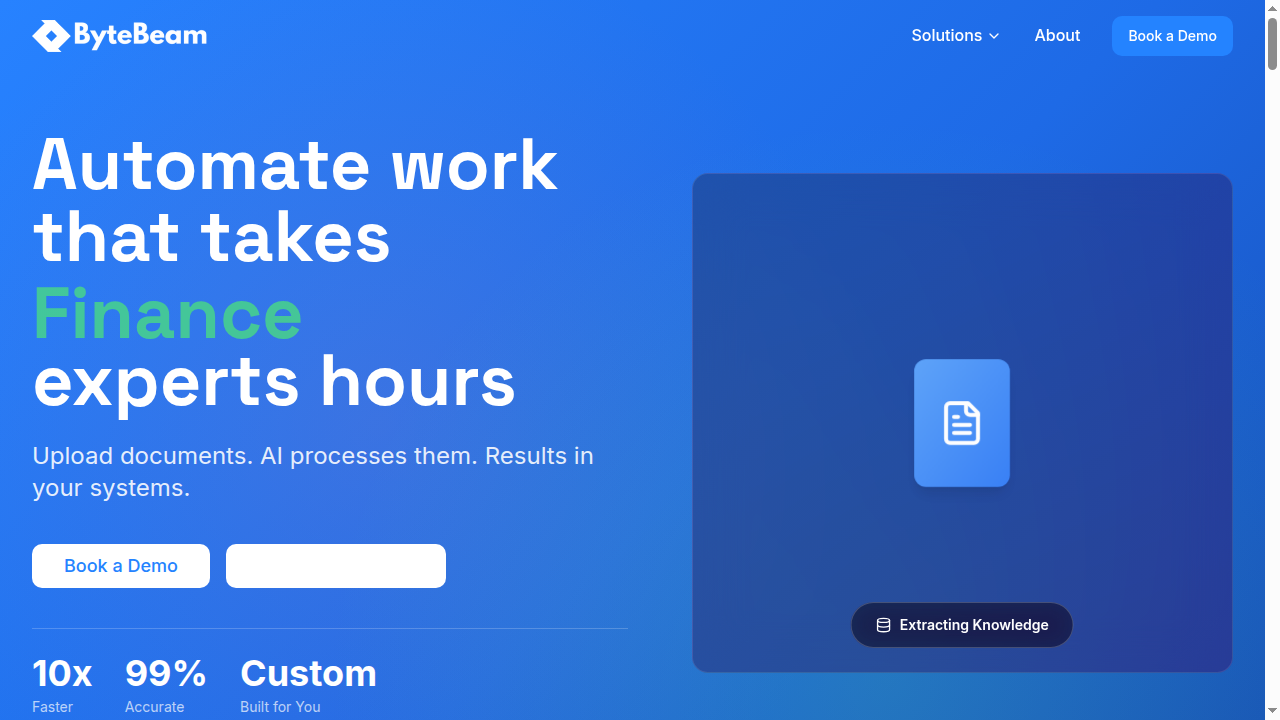 ByteBeam
Solutions
About
Book a Demo
Automate work
that takes
Finance
experts hours
Upload documents. AI processes them. Results in
your systems.
Book a Demo
10x
Faster
99%
Accurate
Custom
Built for You
Extracting Knowledge